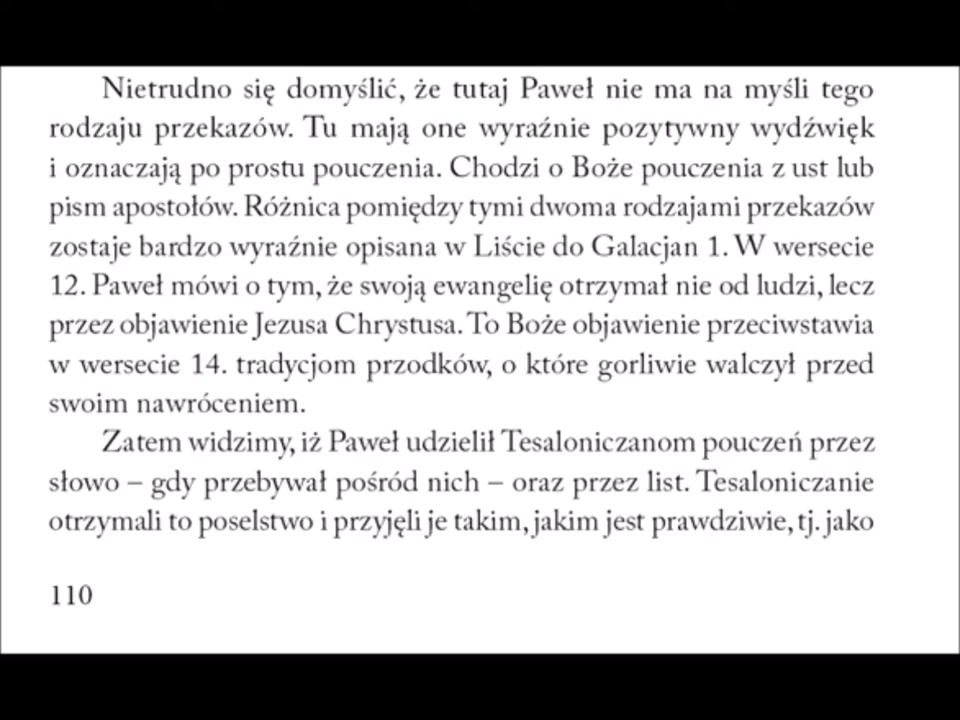 Nietrudno się domyślić, że tutaj Paweł nie ma na myśli tego
rodzaju przekazów. Tu mają one wyraźnie pozytywny wydźwięk
i oznaczają po prostu pouczenia. Chodzi o Boże pouczenia z ust lub
pism apostołów. Różnica pomiędzy tymi dwoma rodzajami przekazów
zostaje bardzo wyraźnie opisana w Liście do Galacjan 1. W wersecie
12. Paweł mówi o tym, że swoją ewangelię otrzymał nie od ludzi, lecz
przez objawienie Jezusa Chrystusa. To Boże objawienie przeciwstawia
w wersecie 14. tradycjom przodków, o które gorliwie walczył przed
swoim nawróceniem.
Zatem widzimy, iż Paweł udzielił Tesaloniczanom pouczeń przez
słowo – gdy przebywał pośród nich – oraz przez list. Tesaloniczanie
otrzymali to poselstwo i przyjęli je takim, jakim jest prawdziwie, tj. jako
110